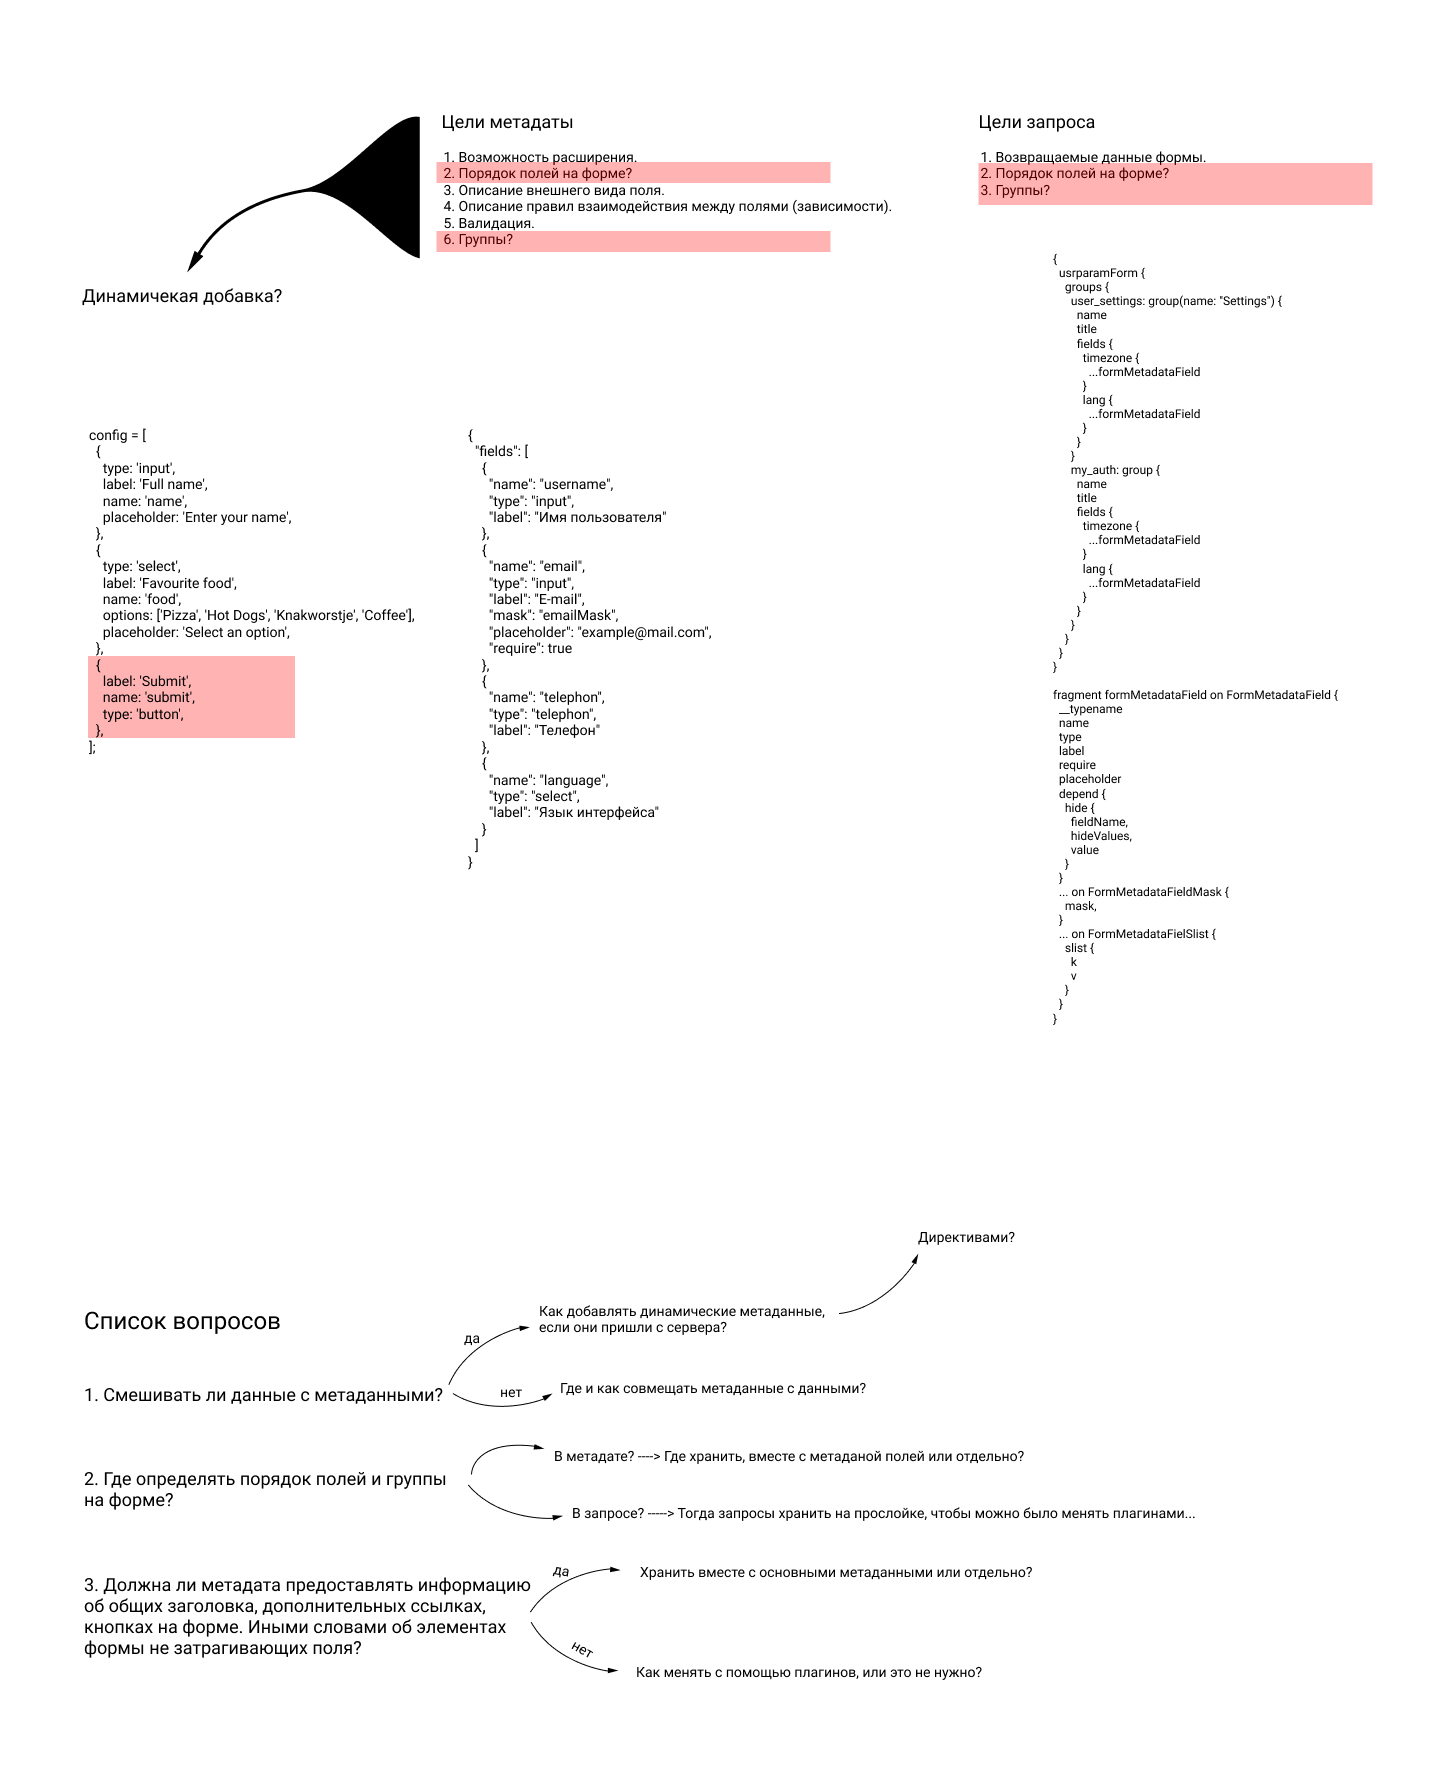 Цели метадаты
1. Возможность расширения.
2. Порядок полей на форме?
3. Описание внешнего вида поля.
4. Описание правил взаимодействия между полями (зависимости).
5. Валидация.
6. Группы?
Динамичекая добавка?
Цели запроса
1. Возвращаемые данные формы.
2. Порядок полей на форме?
3. Группы?
config = [
{
type: 'input',
label: 'Full name',
name: 'name',
placeholder: 'Enter your name',
},
{
type: 'select',
label: 'Favourite food',
name: 'food',
options: ['Pizza', 'Hot Dogs', 'Knakworstje', 'Coffee'],
placeholder: 'Select an option',
},
{
label: 'Submit',
name: 'submit',
type: 'button',
},
];
{
"fields": [
{
"name": "username",
"type": "input",
"label": "Имя пользователя"
},
{
"name": "email",
"type": "input",
"label": "E-mail",
"mask": "emailMask",
"placeholder": "example@mail.com",
"require": true
},
{
"name": "telephon",
"type": "telephon",
"label": "Телефон"
},
{
"name": "language",
"type": "select",
"label": "Язык интерфейса"
}
]
}
{
usrparamForm {
groups {
user_settings: group(name: "Settings") {
name
title
fields {
timezone {
...formMetadataField
}
lang {
...formMetadataField
}
}
}
my_auth: group {
name
title
fields {
timezone {
...formMetadataField
}
lang {
...formMetadataField
}
}
}
}
}
}
fragment formMetadataField on FormMetadataField {
__typename
name
type
label
require
placeholder
depend {
hide {
fieldName,
hideValues,
value
}
}
... on FormMetadataFieldMask {
mask,
}
... on FormMetadataFielSlist {
slist {
k
v
}
}
}
Список вопросов
1. Смешивать ли данные с метаданными?
да
Как добавлять динамические метаданные,
если они пришли с сервера?
Директивами?
нет
Где и как совмещать метаданные с данными?
2. Где определять порядок полей и группы
на форме?
В метадате? ----> Где хранить, вместе с метаданой полей или отдельно?
В запросе? -----> Тогда запросы хранить на прослойке, чтобы можно было менять плагинами...
3. Должна ли метадата предоставлять информацию
об общих заголовка, дополнительных ссылках,
кнопках на форме. Иными словами об элементах
формы не затрагивающих поля?
да
Хранить вместе с основными метаданными или отдельно?
нет
Как менять с помощью плагинов, или это не нужно?